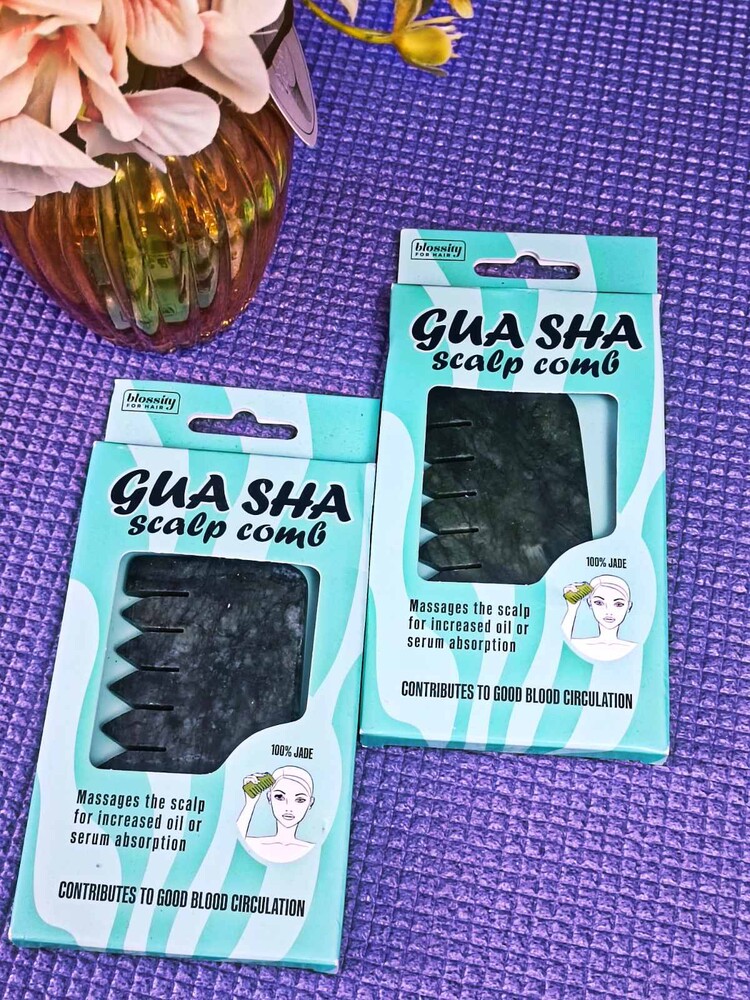 blossity
FOR HAIR
GUA SHA
scalp comb
100% JADE
Massages the scalp
for increased oil or
serum absorption
CONTRIBUTES TO GOOD BLOOD CIRCULATION
blossity
FOR HAIR
GUA SHA
scalp comb
100% JADE
Massages the scalp
for increased oil or
serum absorption
CONTRIBUTES TO GOOD BLOOD CIRCULATION